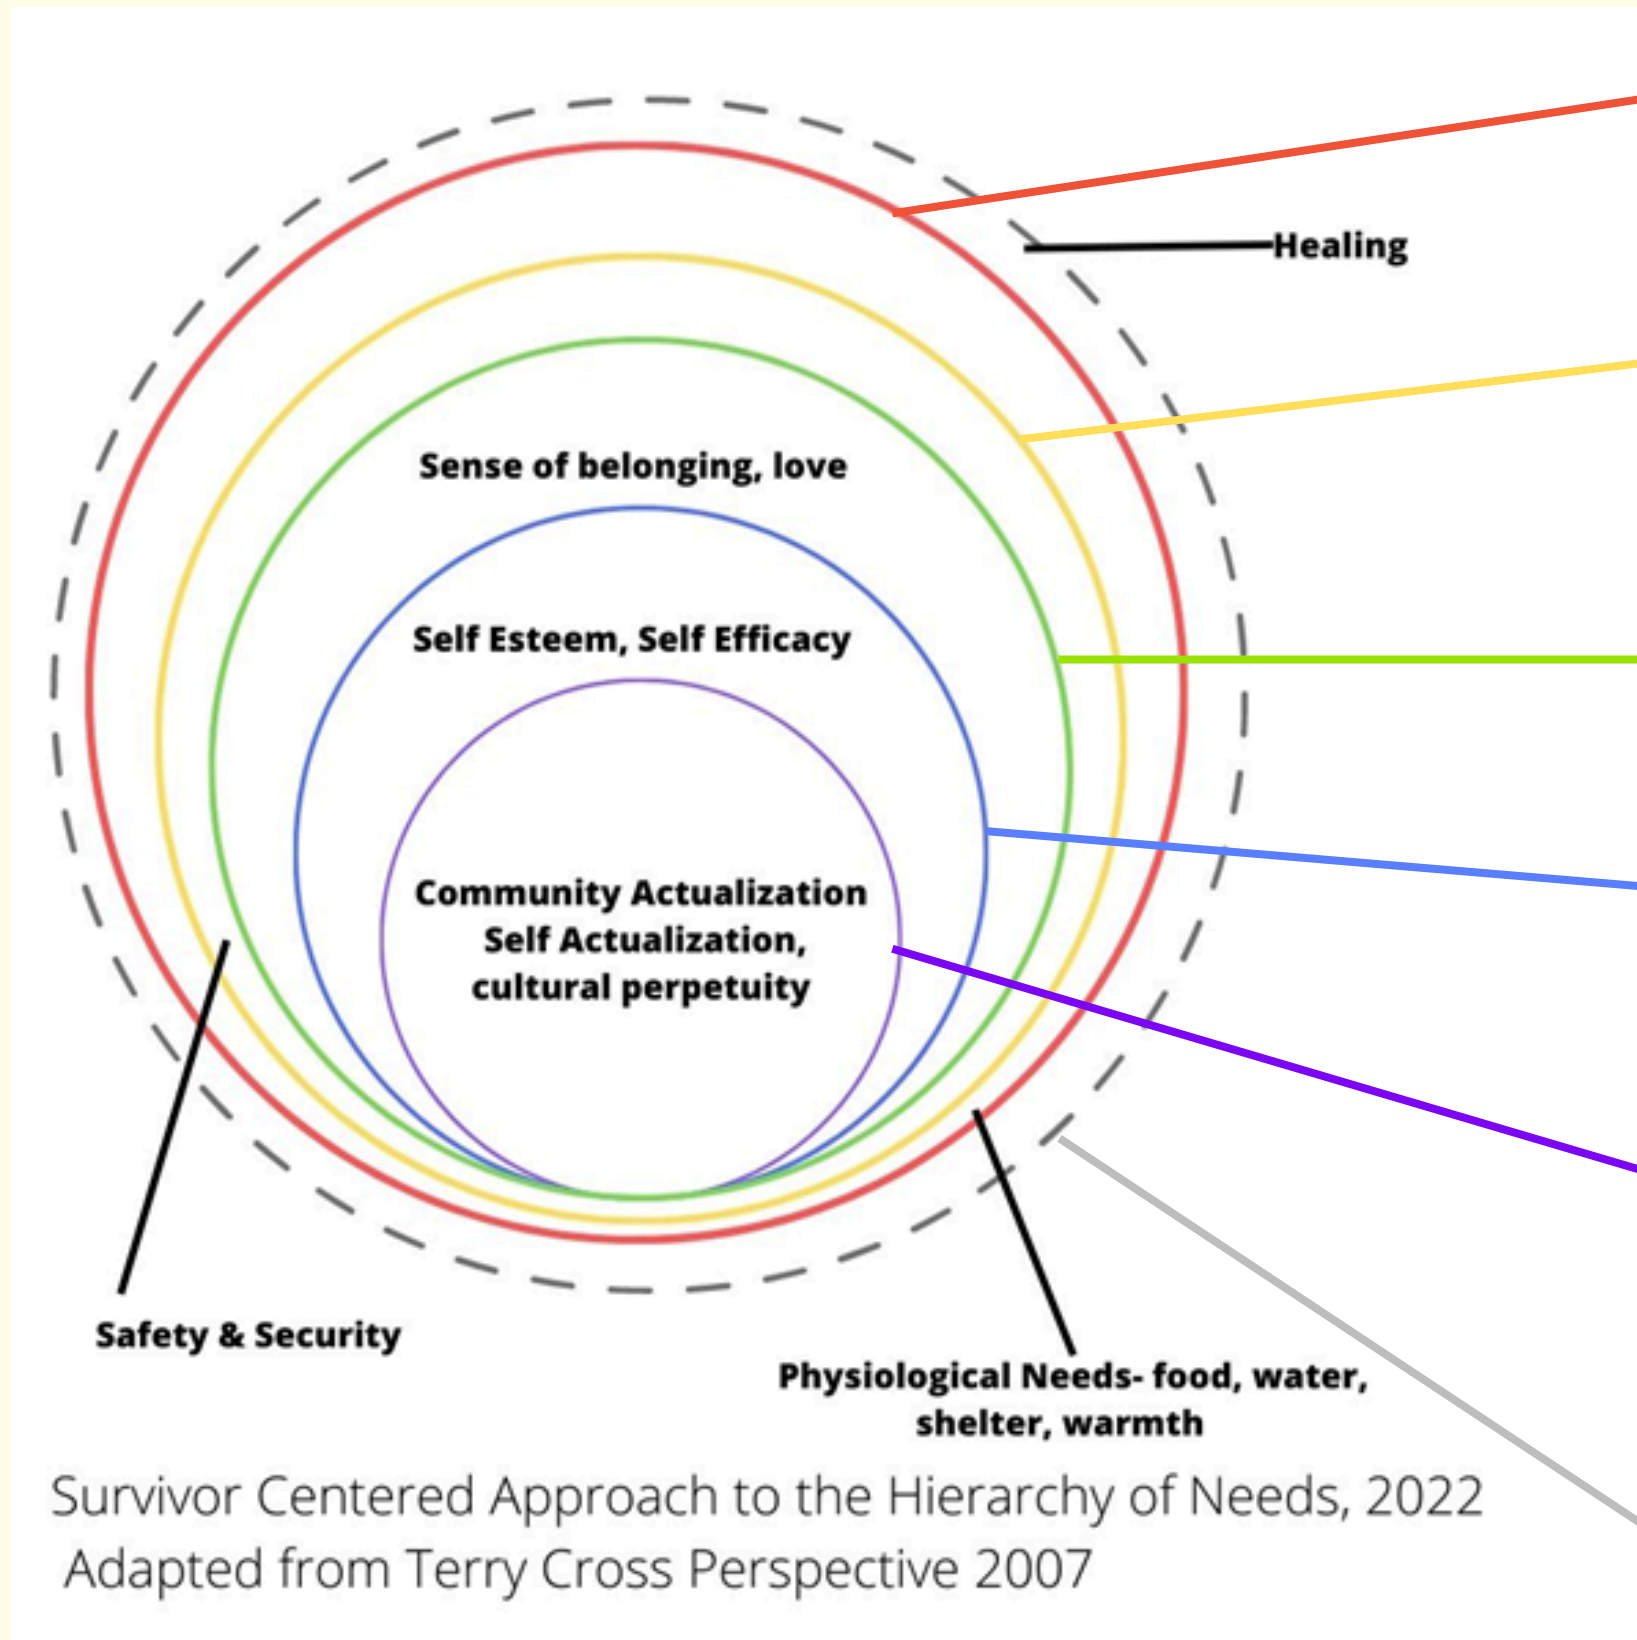 Healing
Sense of belonging, love
Self Esteem, Self Efficacy
Community Actualization
Self Actualization,
cultural perpetuity
Safety & Security
Physiological Needs- food, water,
shelter, warmth
Survivor Centered Approach to the Hierarchy of Needs, 2022
Adapted from Terry Cross Perspective 2007